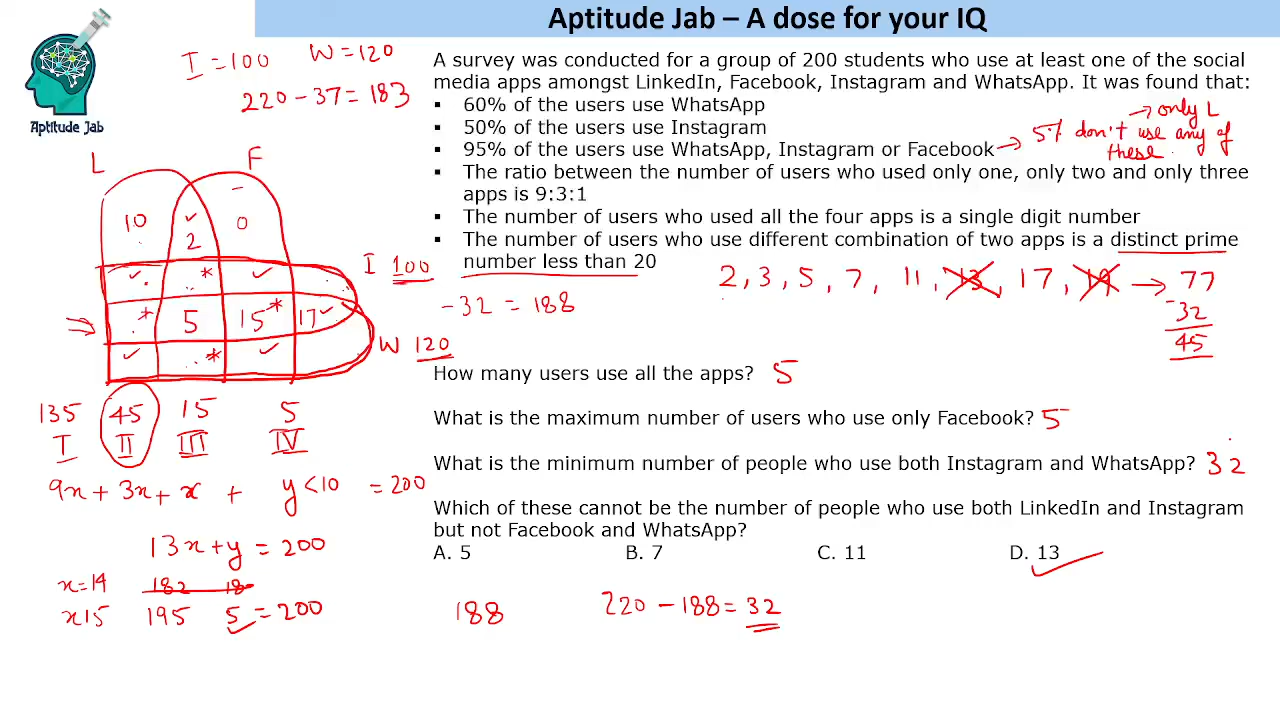 Aptitude Jab – A dose for your IQ
Aptitude Jab
I = 100 W = 120
220 - 37 = 183
A survey was conducted for a group of 200 students who use at least one of the social
media apps amongst LinkedIn, Facebook, Instagram and WhatsApp. It was found that:
▪ 60% of the users use WhatsApp
▪ 50% of the users use Instagram
▪ 95% of the users use WhatsApp, Instagram or Facebook
→ only L
→ 5% don't use any of
these
▪ The ratio between the number of users who used only one, only two and only three
apps is 9:3:1
▪ The number of users who used all the four apps is a single digit number
▪ The number of users who use different combination of two apps is a distinct prime
number less than 20
2, 3, 5, 7, 11, 13, 17, 19 → 77
-32
45
- 32 = 188
L F
10 ✓ 2 - 0
✓ * ✓ I 100
* 5 15* 17✓
✓ * ✓ W 120
135 45 15 5
I II III IV
9x + 3x + x + y<10 = 200
13x + y = 200
x=14 182 18
x15 195 5 = 200
How many users use all the apps? 5
What is the maximum number of users who use only Facebook? 5
What is the minimum number of people who use both Instagram and WhatsApp? 32
Which of these cannot be the number of people who use both LinkedIn and Instagram
but not Facebook and WhatsApp?
A. 5 B. 7 C. 11 D. 13 ✓
188 220 - 188 = 32